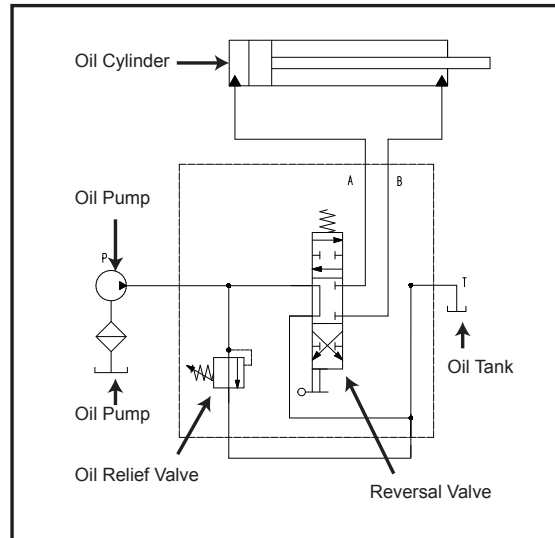 Oil Cylinder
A
B
Oil Pump
P
T
Oil Tank
Oil Pump
Oil Relief Valve
Reversal Valve